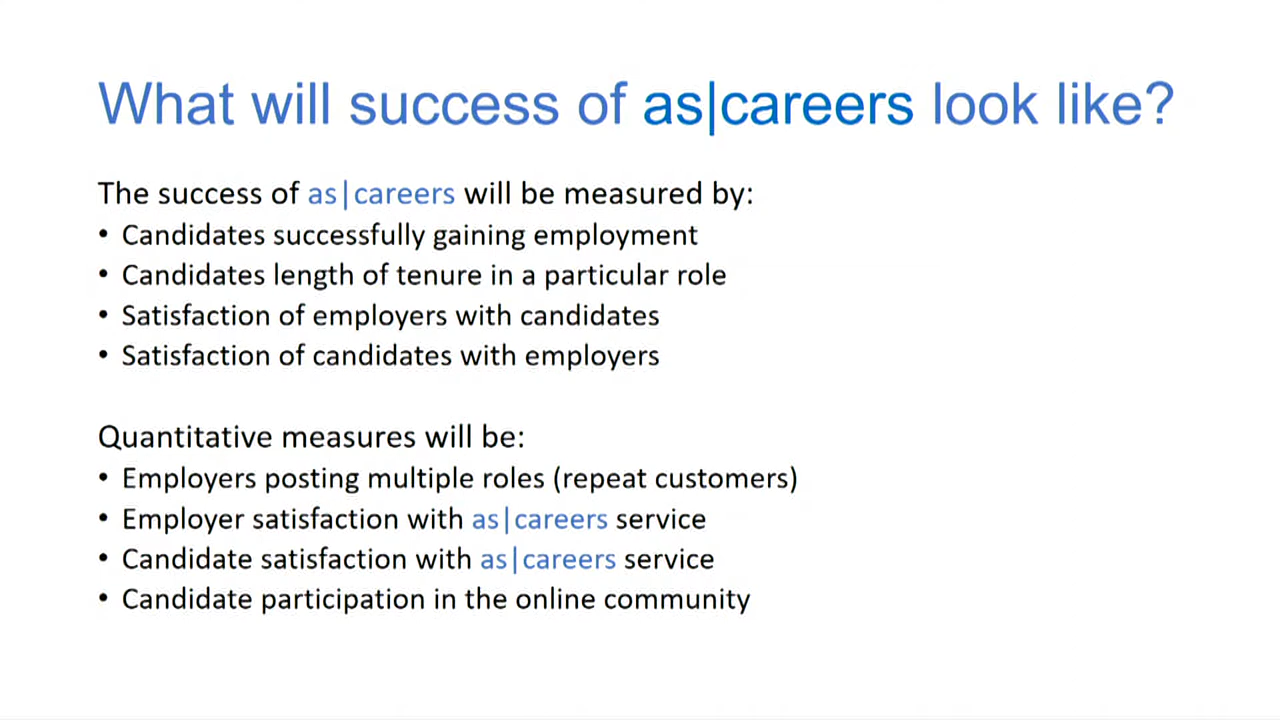 What will success of as|careers look like?
The success of as|careers will be measured by:
• Candidates successfully gaining employment
• Candidates length of tenure in a particular role
• Satisfaction of employers with candidates
• Satisfaction of candidates with employers
Quantitative measures will be:
• Employers posting multiple roles (repeat customers)
• Employer satisfaction with as|careers service
• Candidate satisfaction with as|careers service
• Candidate participation in the online community